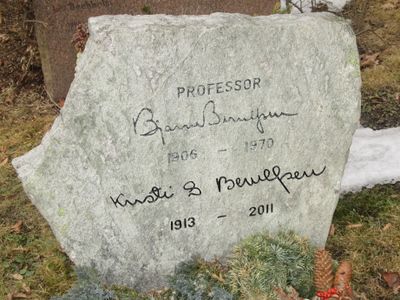 PROFESSOR
Bjarne Berulfsen
1906 - 1970
Kirsti S Berulfsen
1913 - 2011